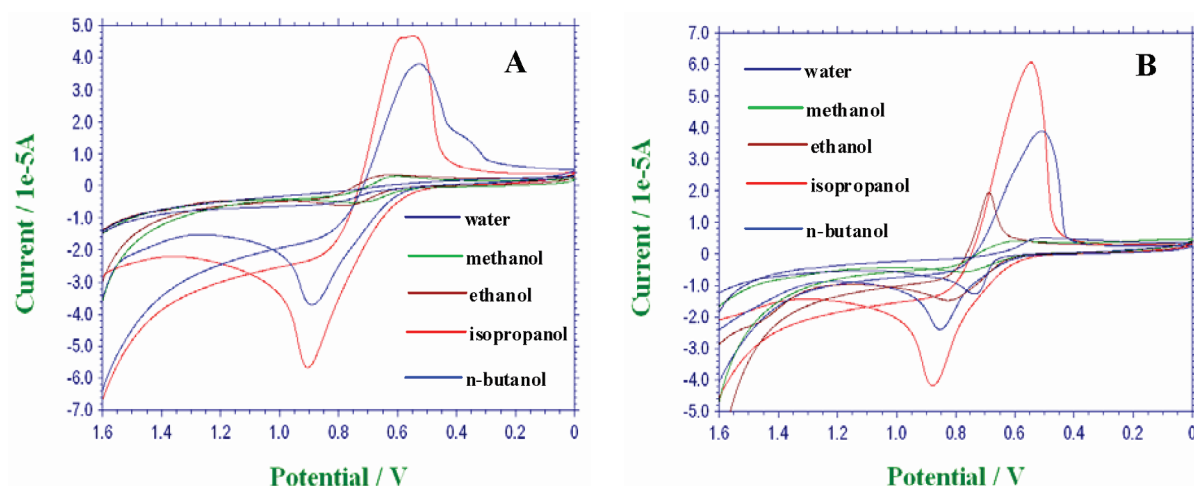 A
5.0
4.0
3.0
2.0
1.0
0
-1.0
-2.0
-3.0
-4.0
-5.0
-6.0
-7.0
Current / 1e-5A
water
methanol
ethanol
isopropanol
n-butanol
1.6 1.2 1.0 0.8 0.6 0.4 0.2 0
Potential / V
B
7.0
6.0
5.0
4.0
3.0
2.0
1.0
0
-1.0
-2.0
-3.0
-4.0
-5.0
Current / 1e-5A
water
methanol
ethanol
isopropanol
n-butanol
1.6 1.2 1.0 0.8 0.6 0.4 0.2 0
Potential / V